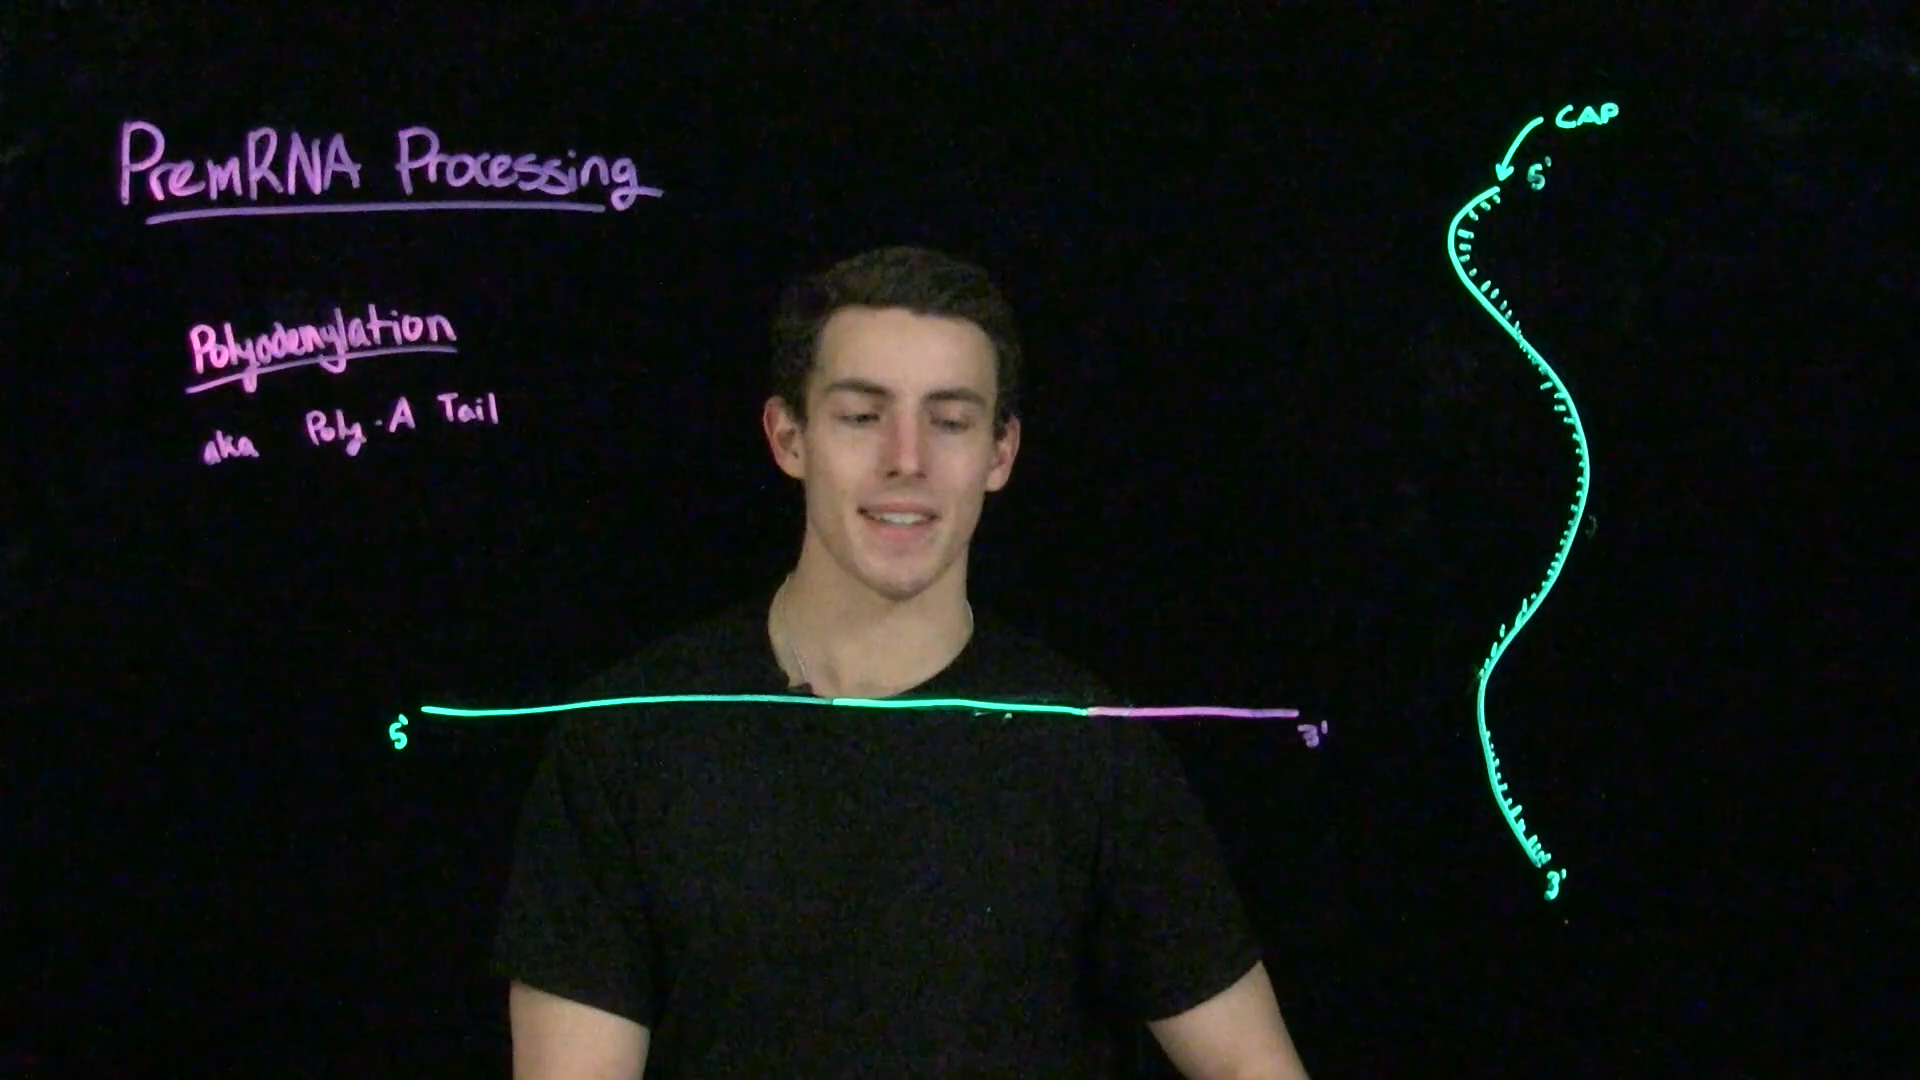 PremRNA Processing
Polyadenylation
aka Poly-A Tail
CAP
5'
3'
5'
3'